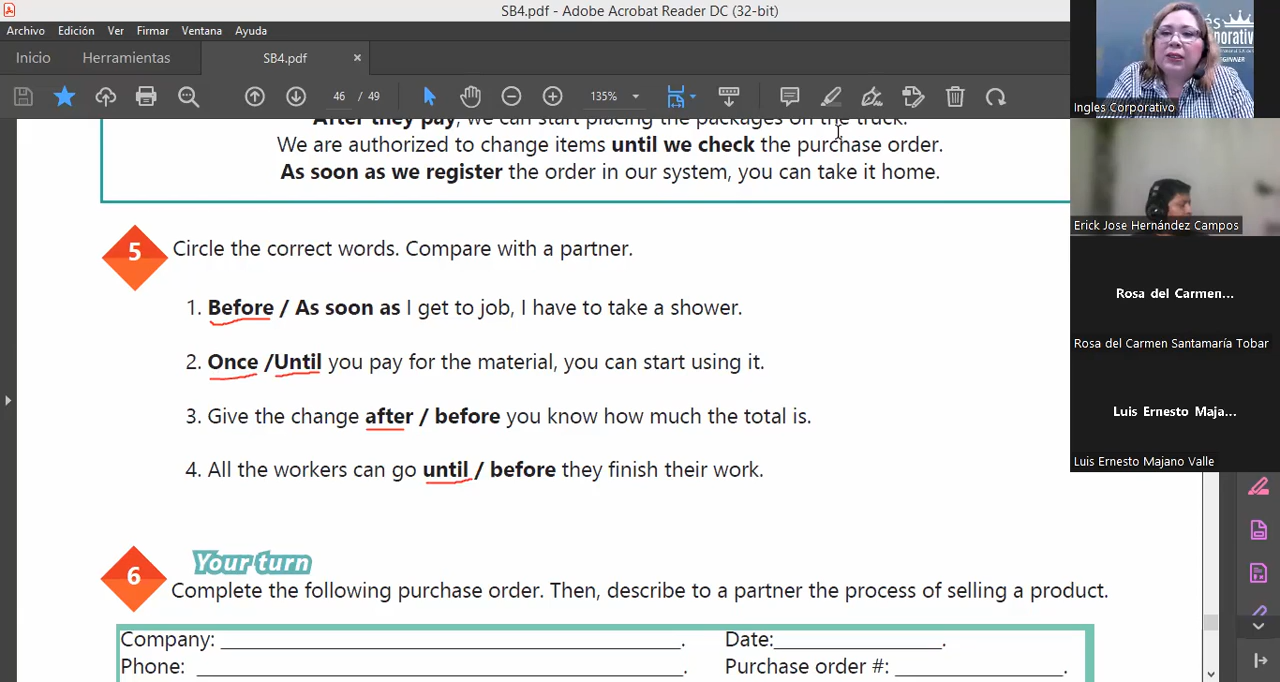 SB4.pdf - Adobe Acrobat Reader DC (32-bit)
Archivo Edición Ver Firmar Ventana Ayuda
Inicio Herramientas SB4.pdf ×
46 / 49 135%
After they pay, we can start placing the packages on the truck.
We are authorized to change items until we check the purchase order.
As soon as we register the order in our system, you can take it home.
5 Circle the correct words. Compare with a partner.
1. Before / As soon as I get to job, I have to take a shower.
2. Once /Until you pay for the material, you can start using it.
3. Give the change after / before you know how much the total is.
4. All the workers can go until / before they finish their work.
Your turn
6 Complete the following purchase order. Then, describe to a partner the process of selling a product.
Company: ___. Date:___.
Phone: ___. Purchase order #: ___.
Ingles Corporativo
Erick Jose Hernández Campos
Rosa del Carmen...
Rosa del Carmen Santamaría Tobar
Luis Ernesto Maja...
Luis Ernesto Majano Valle